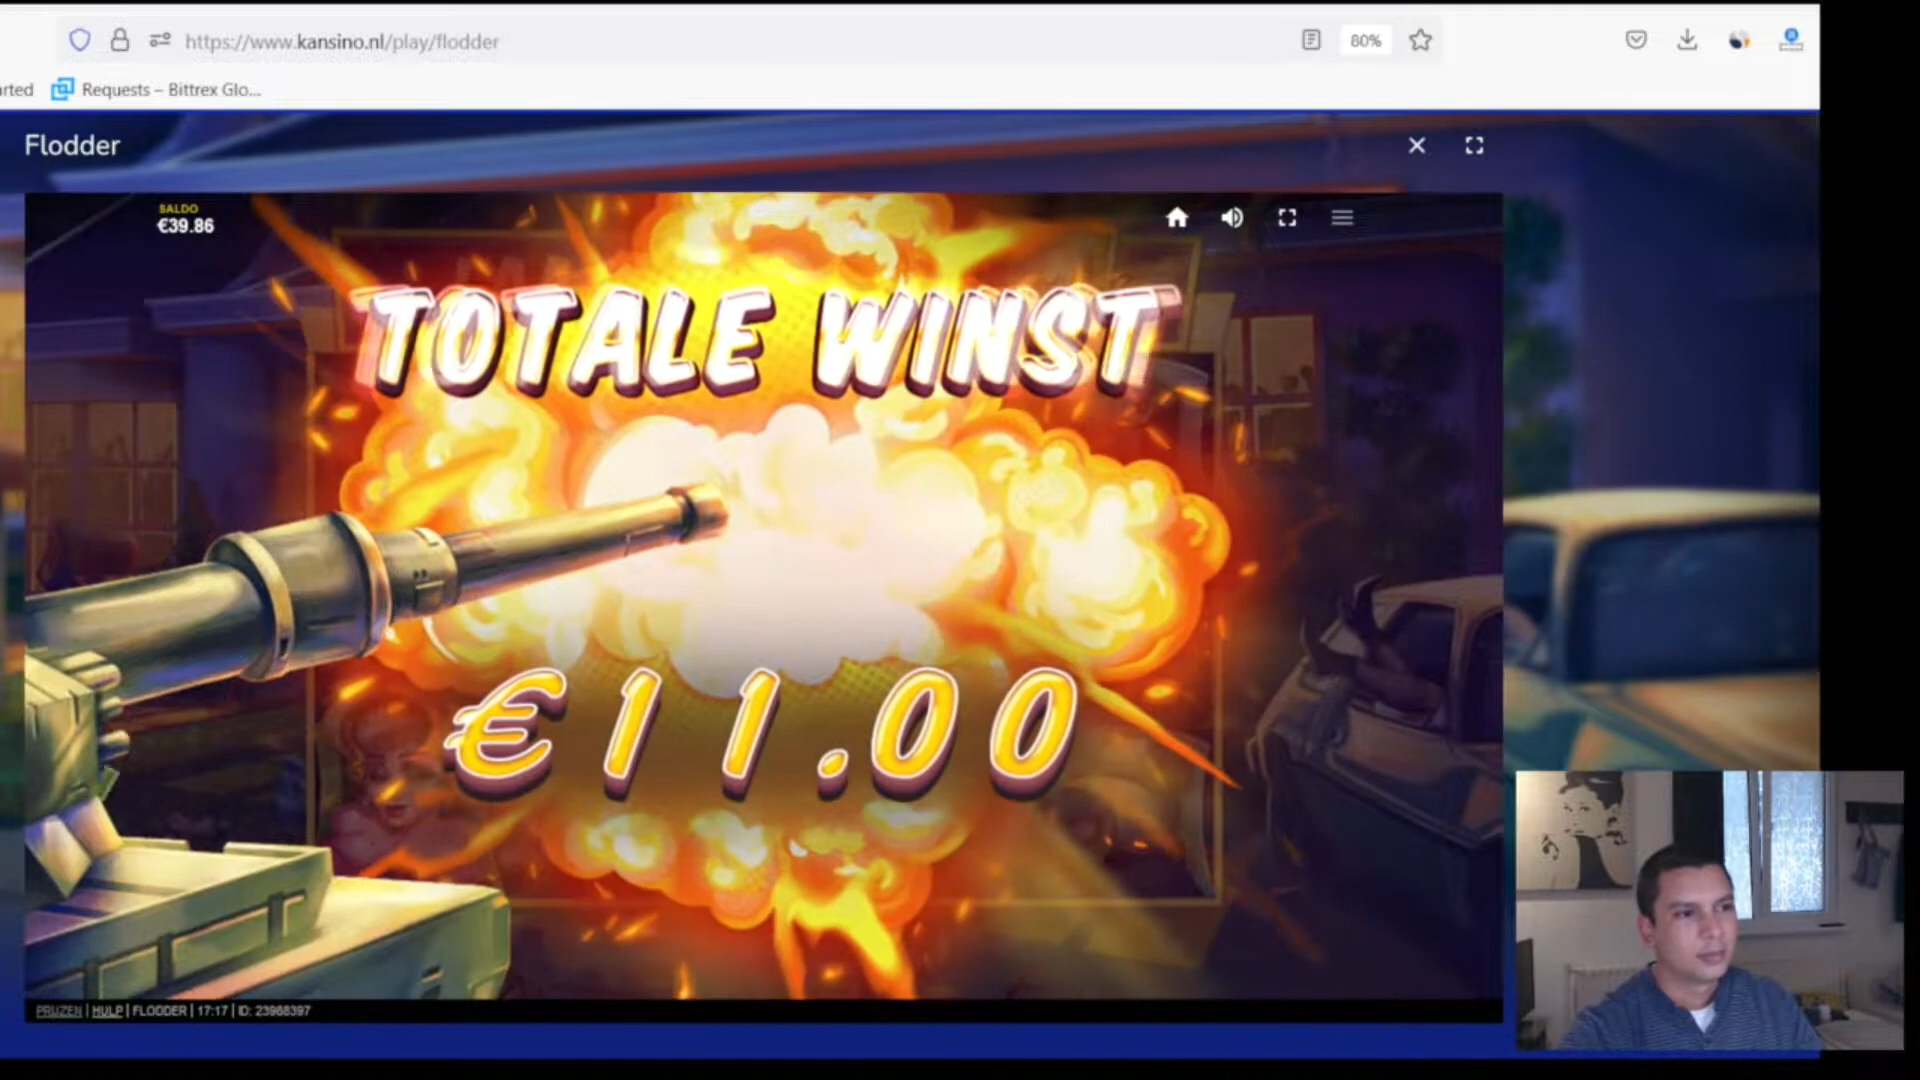 https://www.kansino.nl/play/flodder
80%
arted
Requests – Bittrex Glo...
Flodder
SALDO
€39.86
TOTALE WINST
€11.00
PRIJZEN | HULP | FLODDER | 17:17 | ID: 23988397